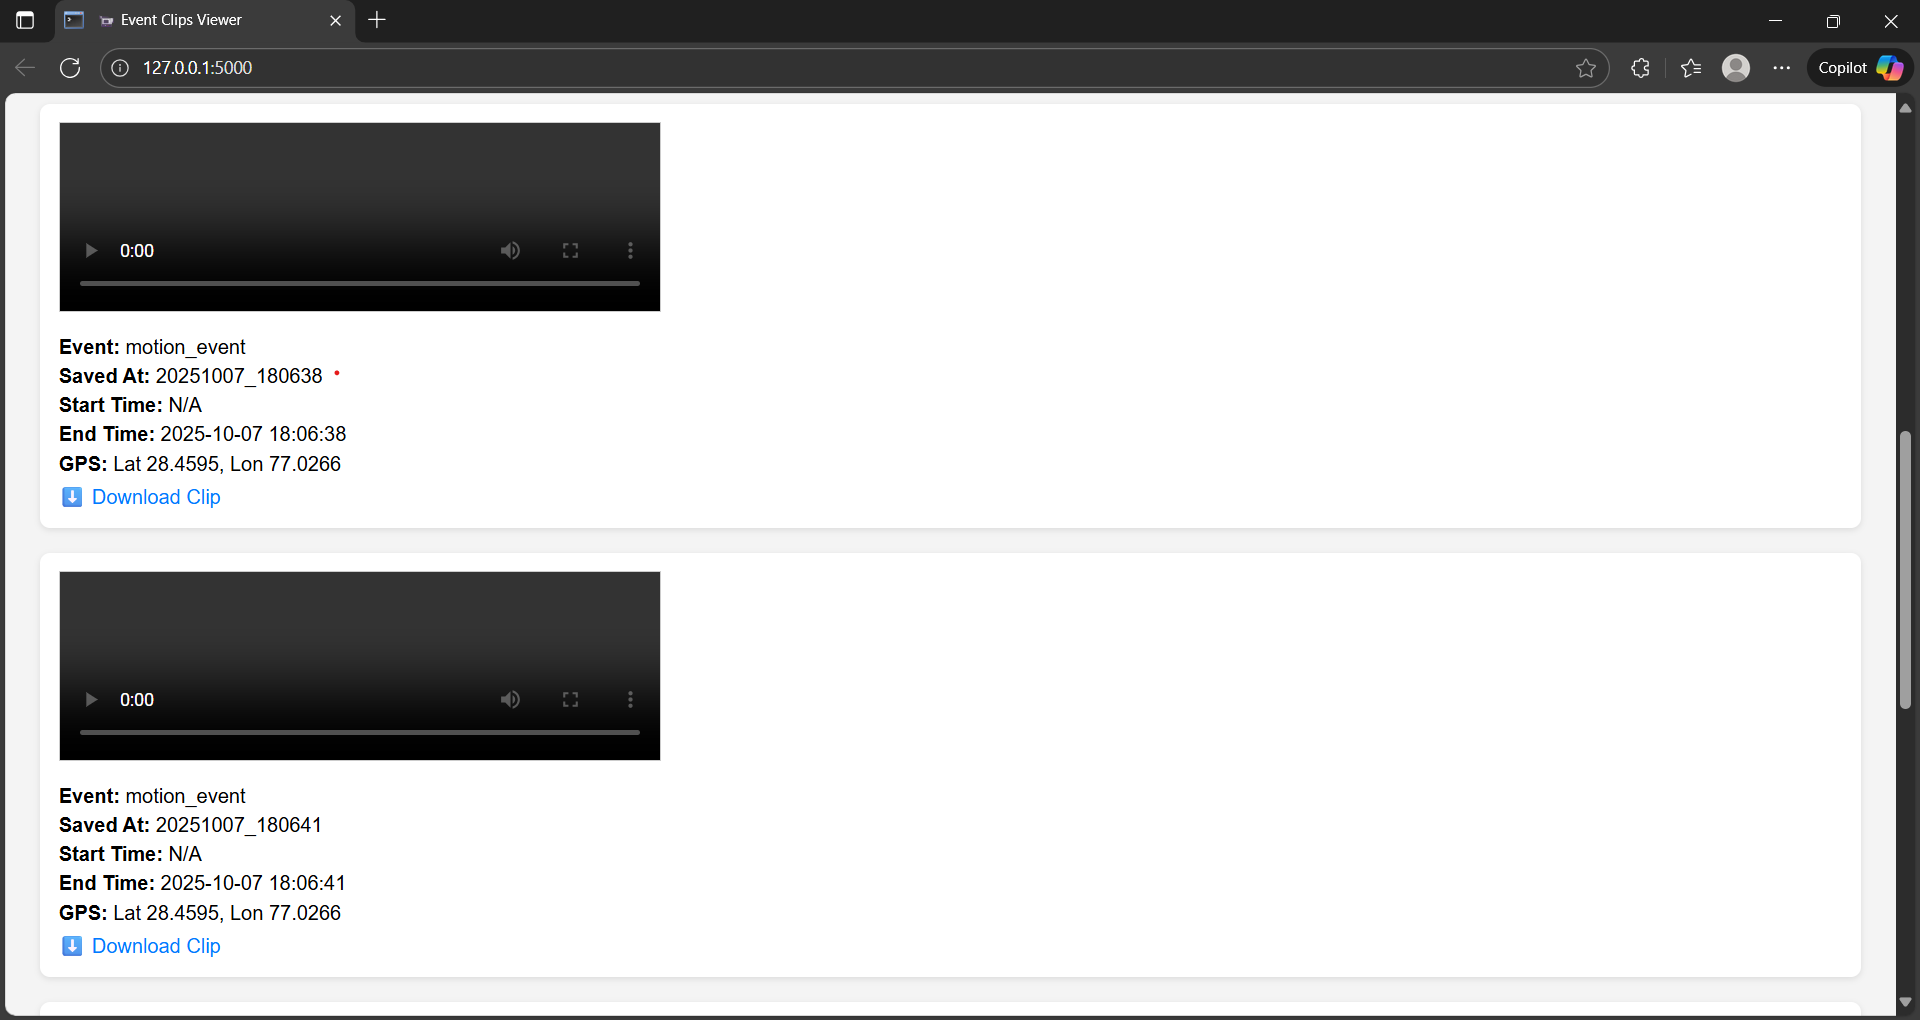 Event Clips Viewer
127.0.0.1:5000
Copilot
0:00
Event: motion_event
Saved At: 20251007_180638
Start Time: N/A
End Time: 2025-10-07 18:06:38
GPS: Lat 28.4595, Lon 77.0266
Download Clip
0:00
Event: motion_event
Saved At: 20251007_180641
Start Time: N/A
End Time: 2025-10-07 18:06:41
GPS: Lat 28.4595, Lon 77.0266
Download Clip